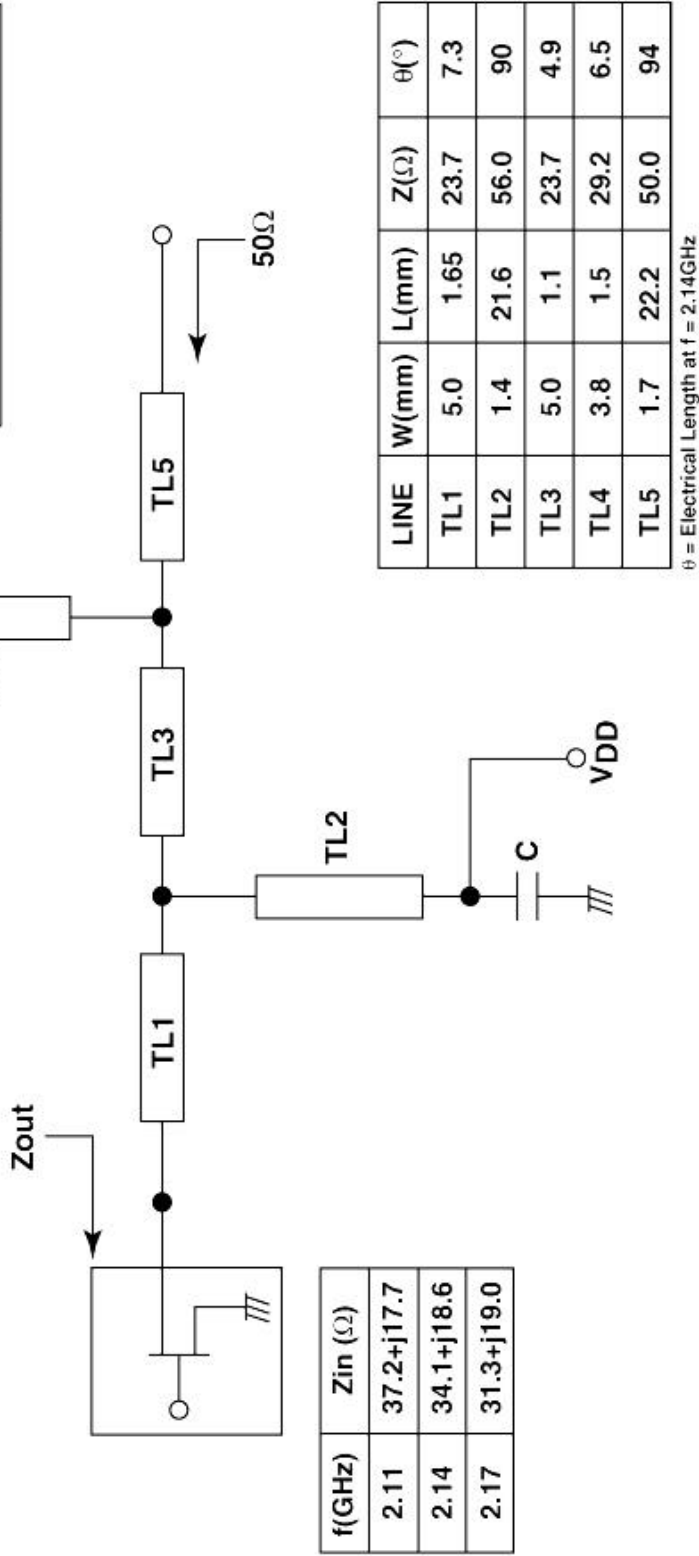 Zout
TL1
TL3
TL5
50Ω
TL2
C
VDD
f(GHz) Zin (Ω)
2.11 37.2+j17.7
2.14 34.1+j18.6
2.17 31.3+j19.0
LINE W(mm) L(mm) Z(Ω) θ(°)
TL1 5.0 1.65 23.7 7.3
TL2 1.4 21.6 56.0 90
TL3 5.0 1.1 23.7 4.9
TL4 3.8 1.5 29.2 6.5
TL5 1.7 22.2 50.0 94
θ = Electrical Length at f = 2.14GHz